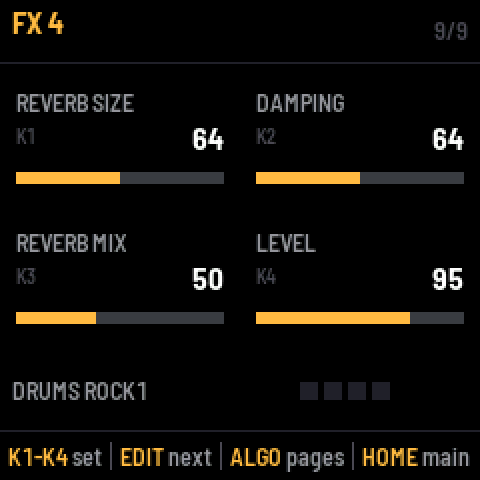 FX 4
9/9
REVERB SIZE
DAMPING
K1 64
K2 64
REVERB MIX
LEVEL
K3 50
K4 95
DRUMS ROCK 1
K1-K4 set | EDIT next | ALGO pages | HOME main